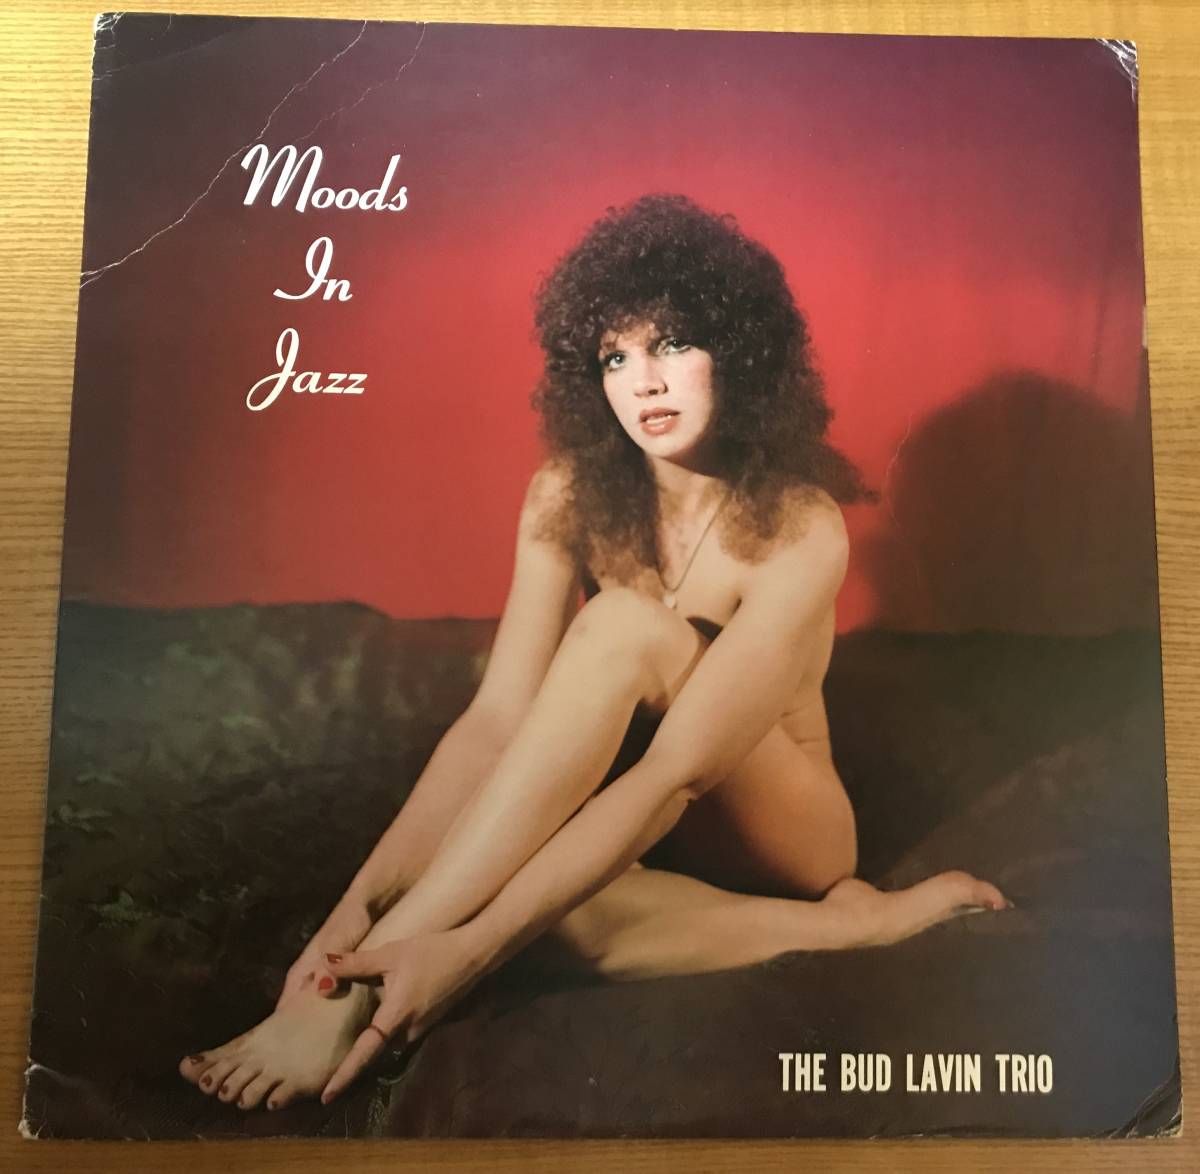 Moods
In
Jazz
THE BUD LAVIN TRIO